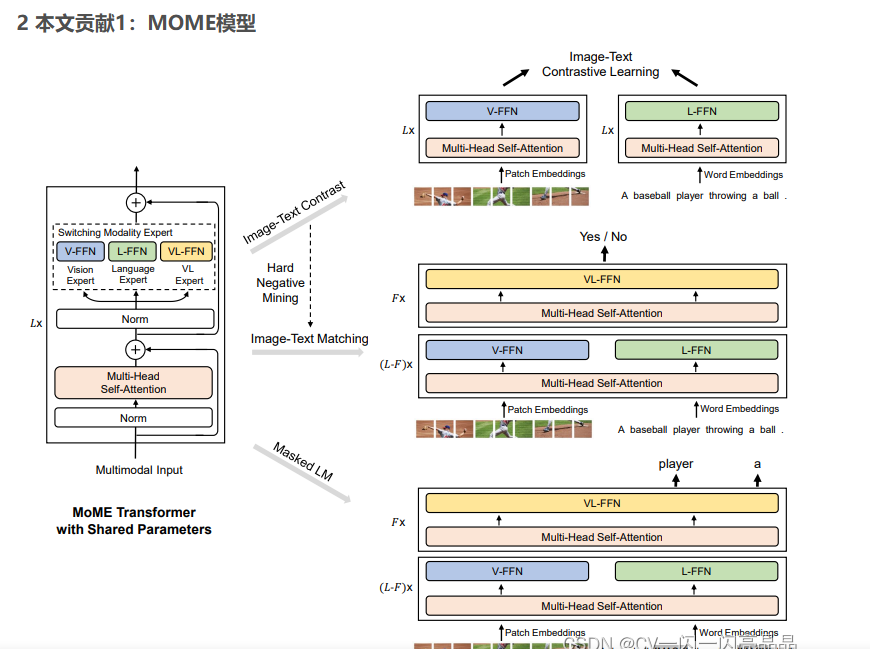 2 本文贡献1：MOME模型
Image-Text
Contrastive Learning
Lx
V-FFN
Multi-Head Self-Attention
Patch Embeddings
Lx
L-FFN
Multi-Head Self-Attention
Word Embeddings
A baseball player throwing a ball .
Switching Modality Expert
V-FFN
L-FFN
VL-FFN
Vision
Expert
Language
Expert
VL
Expert
Norm
Lx
Multi-Head
Self-Attention
Norm
Multimodal Input
MoME Transformer
with Shared Parameters
Image-Text Contrast
Hard
Negative
Mining
Image-Text Matching
Masked LM
Yes / No
Fx
VL-FFN
Multi-Head Self-Attention
(L-F)x
V-FFN
L-FFN
Multi-Head Self-Attention
Patch Embeddings
Word Embeddings
A baseball player throwing a ball .
player
a
Fx
VL-FFN
Multi-Head Self-Attention
(L-F)x
V-FFN
L-FFN
Multi-Head Self-Attention
Patch Embeddings
Word Embeddings
CSDN @CV一闪一闪晶晶晶